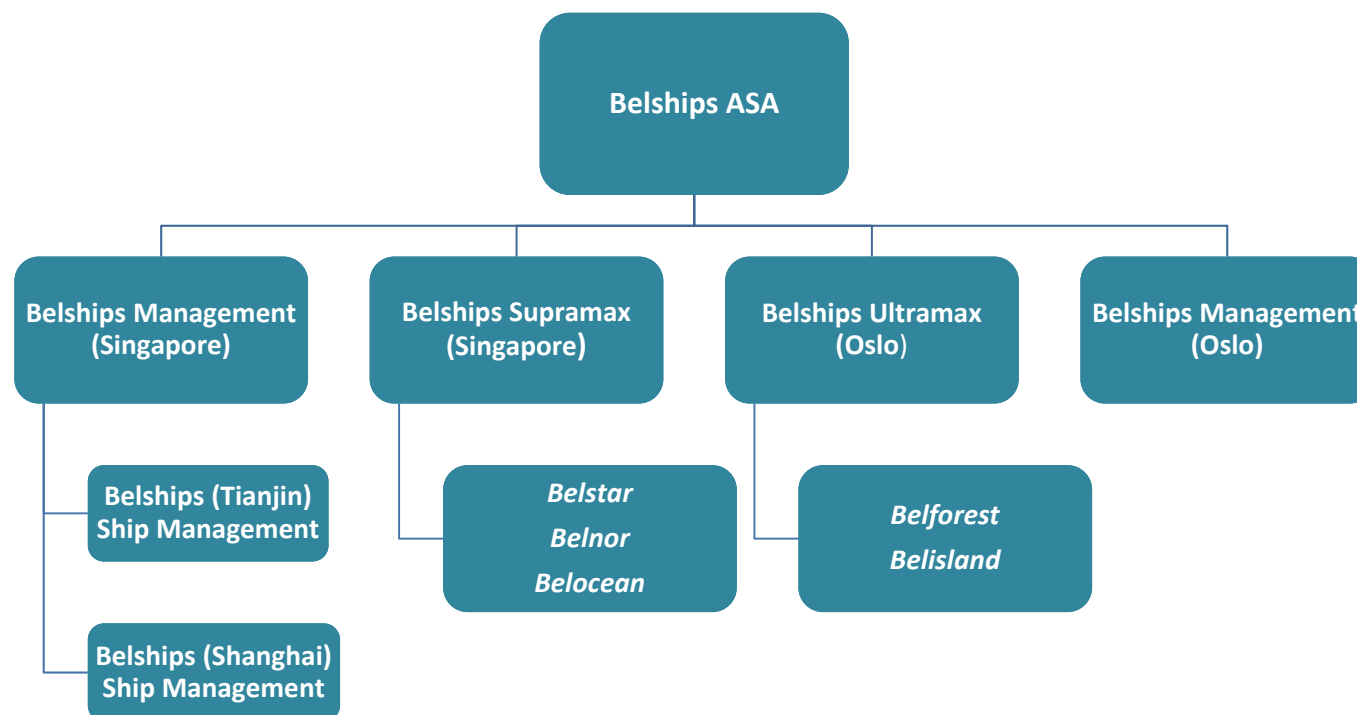 Belships ASA
Belships Management
(Singapore)
Belships Supramax
(Singapore)
Belships Ultramax
(Oslo)
Belships Management
(Oslo)
Belships (Tianjin)
Ship Management
Belstar
Belnor
Belocean
Belforest
Belisland
Belships (Shanghai)
Ship Management